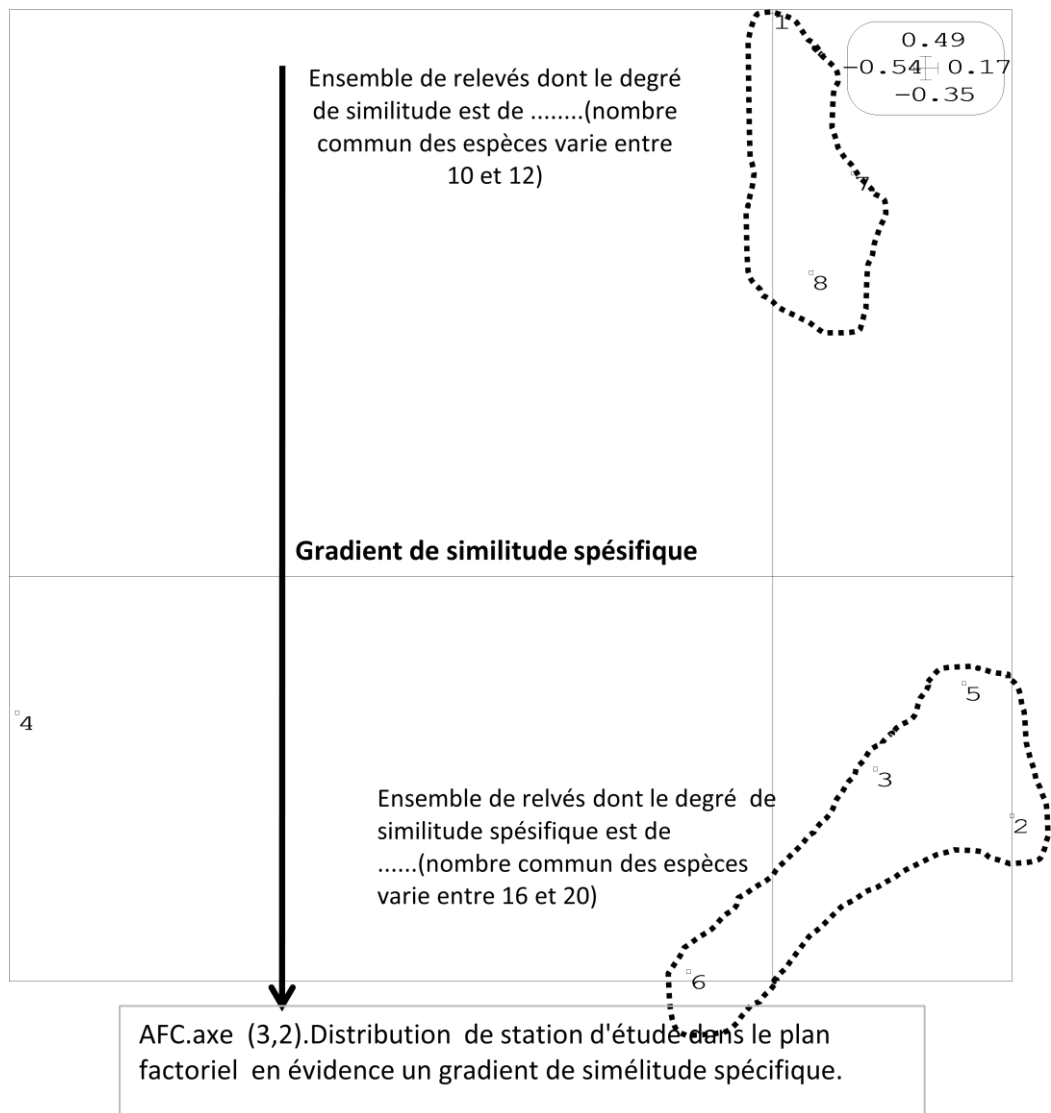 1
0.49
-0.54 0.17
-0.35
Ensemble de relevés dont le degré
de similitude est de ........(nombre
commun des espèces varie entre
10 et 12)
7
8
Gradient de similitude spésifique
5
4
3
Ensemble de relvés dont le degré de
similitude spésifique est de
......(nombre commun des espèces
varie entre 16 et 20)
2
6
AFC.axe (3,2).Distribution de station d'étude dans le plan
factoriel en évidence un gradient de simélitude spécifique.